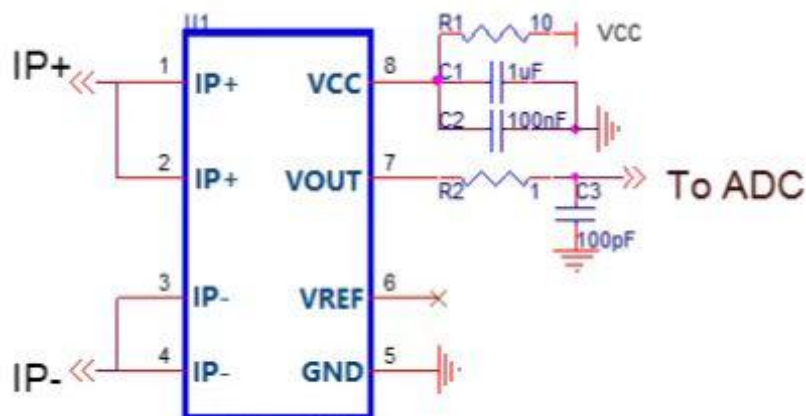 U1
R1 10 VCC
IP+ 1 IP+ VCC 8 C1 1uF
C2 100nF
2 IP+ VOUT 7 R2 1 C3 To ADC
100pF
3 IP- VREF 6
IP- 4 IP- GND 5